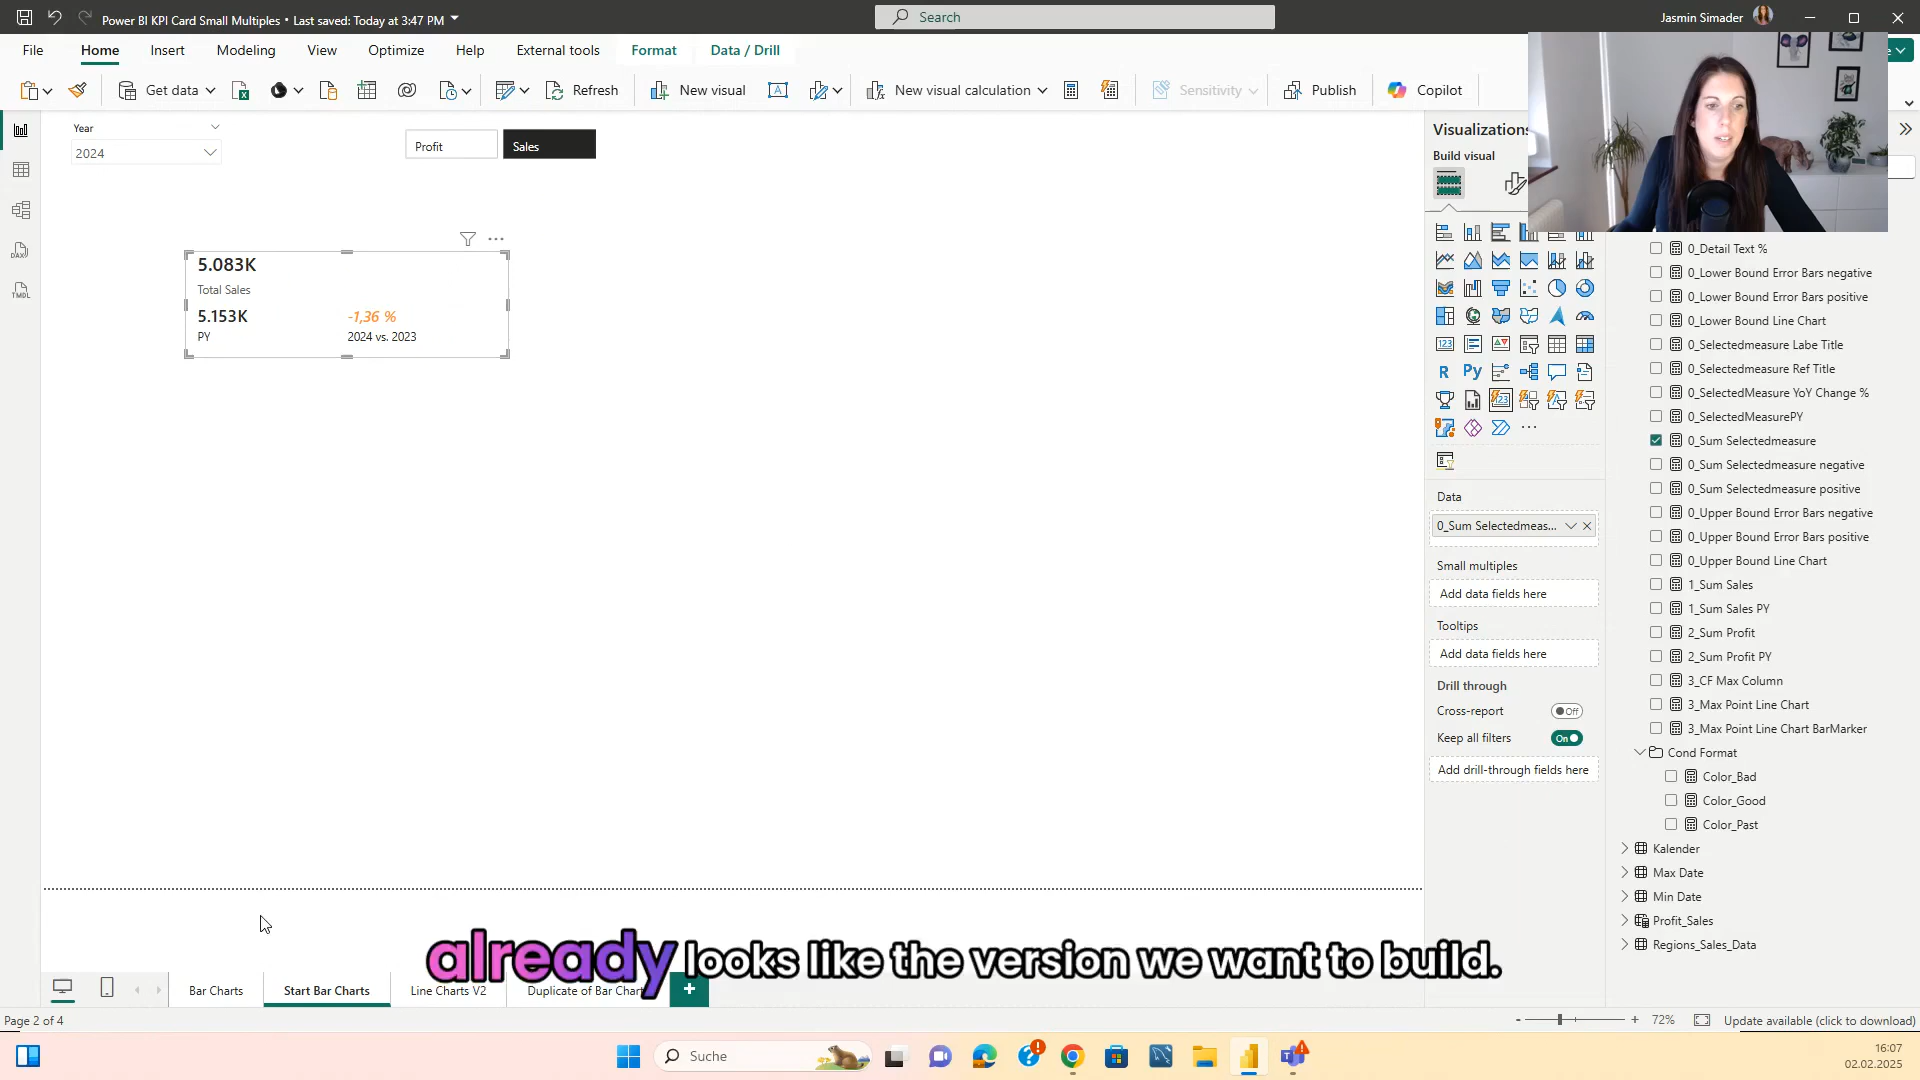 Power BI KPI Card Small Multiples • Last saved: Today at 3:47 PM
Search
Jasmin Simader
File
Home
Insert
Modeling
View
Optimize
Help
External tools
Format
Data / Drill
Get data
Refresh
New visual
New visual calculation
Sensitivity
Publish
Copilot
Year
2024
Profit
Sales
5.083K
Total Sales
5.153K
-1,36 %
PY
2024 vs. 2023
Visualizations
Build visual
Data
0_Sum Selectedmeas...
Small multiples
Add data fields here
Tooltips
Add data fields here
Drill through
Cross-report
Off
Keep all filters
On
Add drill-through fields here
0_Detail Text %
0_Lower Bound Error Bars negative
0_Lower Bound Error Bars positive
0_Lower Bound Line Chart
0_Selectedmeasure Labe Title
0_Selectedmeasure Ref Title
0_SelectedMeasure YoY Change %
0_SelectedMeasurePY
0_Sum Selectedmeasure
0_Sum Selectedmeasure negative
0_Sum Selectedmeasure positive
0_Upper Bound Error Bars negative
0_Upper Bound Error Bars positive
0_Upper Bound Line Chart
1_Sum Sales
1_Sum Sales PY
2_Sum Profit
2_Sum Profit PY
3_CF Max Column
3_Max Point Line Chart
3_Max Point Line Chart BarMarker
Cond Format
Color_Bad
Color_Good
Color_Past
Kalender
Max Date
Min Date
Profit_Sales
Regions_Sales_Data
already looks like the version we want to build.
Bar Charts
Start Bar Charts
Line Charts V2
Duplicate of Bar Chart
Page 2 of 4
72%
Update available (click to download)
Suche
16:07
02.02.2025